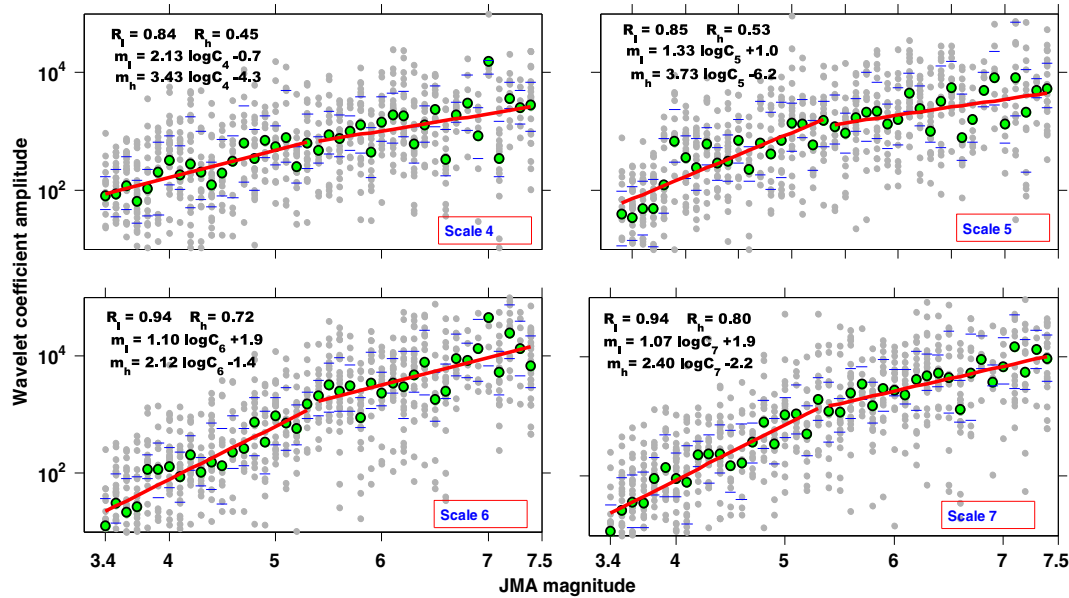 R_l = 0.84 R_h = 0.45
m_l = 2.13 logC_4 -0.7
m_h = 3.43 logC_4 -4.3
Scale 4
R_l = 0.85 R_h = 0.53
m_l = 1.33 logC_5 +1.0
m_h = 3.73 logC_5 -6.2
Scale 5
10^4
10^2
Wavelet coefficient amplitude
R_l = 0.94 R_h = 0.72
m_l = 1.10 logC_6 +1.9
m_h = 2.12 logC_6 -1.4
Scale 6
R_l = 0.94 R_h = 0.80
m_l = 1.07 logC_7 +1.9
m_h = 2.40 logC_7 -2.2
Scale 7
10^4
10^2
3.4 4 5 6 7 7.5
3.4 4 5 6 7 7.5
JMA magnitude